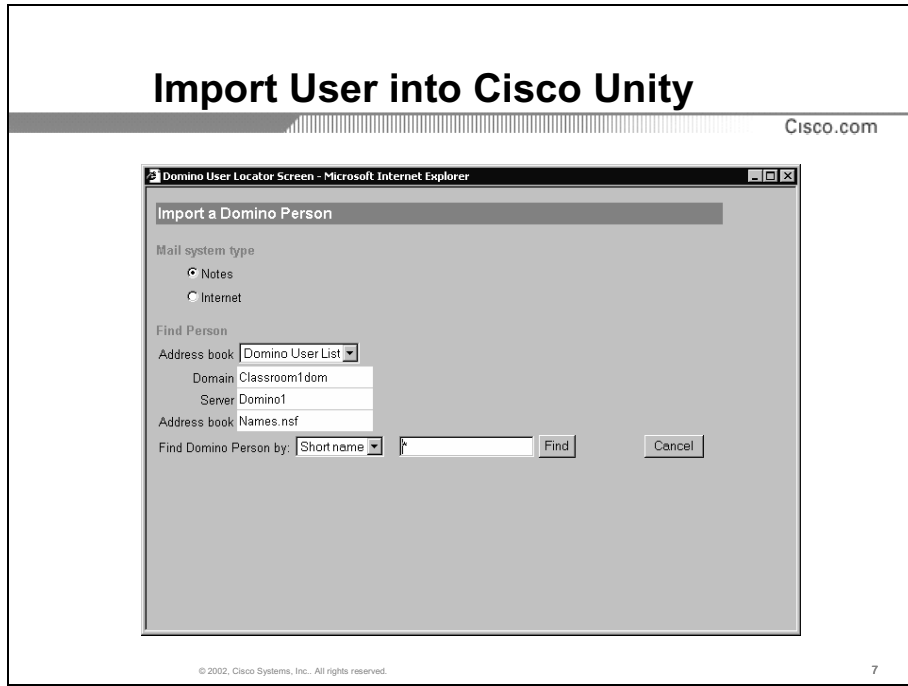 Import User into Cisco Unity
Cisco.com
Domino User Locator Screen - Microsoft Internet Explorer
Import a Domino Person
Mail system type
Notes
Internet
Find Person
Address book Domino User List
Domain Classroom1dom
Server Domino1
Address book Names.nsf
Find Domino Person by: Short name * Find Cancel
© 2002, Cisco Systems, Inc.. All rights reserved. 7